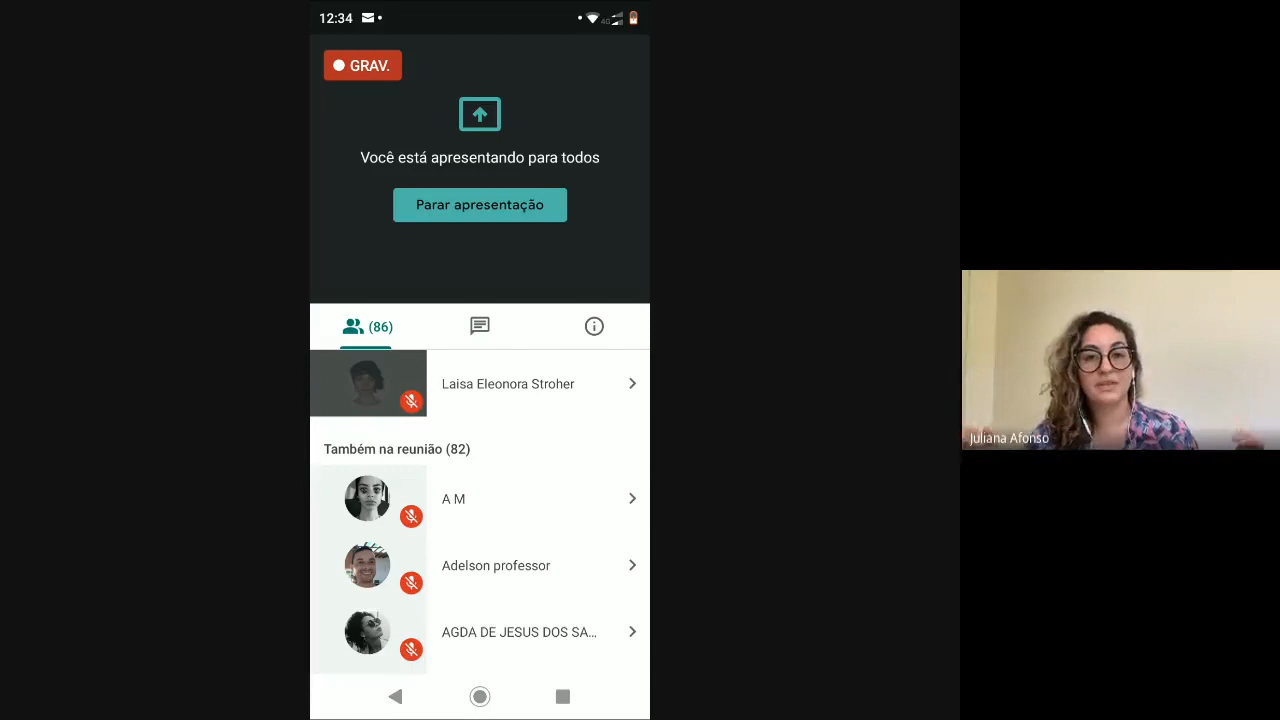 12:34
4G
GRAV.
Você está apresentando para todos
Parar apresentação
(86)
Laisa Eleonora Stroher
Também na reunião (82)
A M
Adelson professor
AGDA DE JESUS DOS SA...
Juliana Afonso